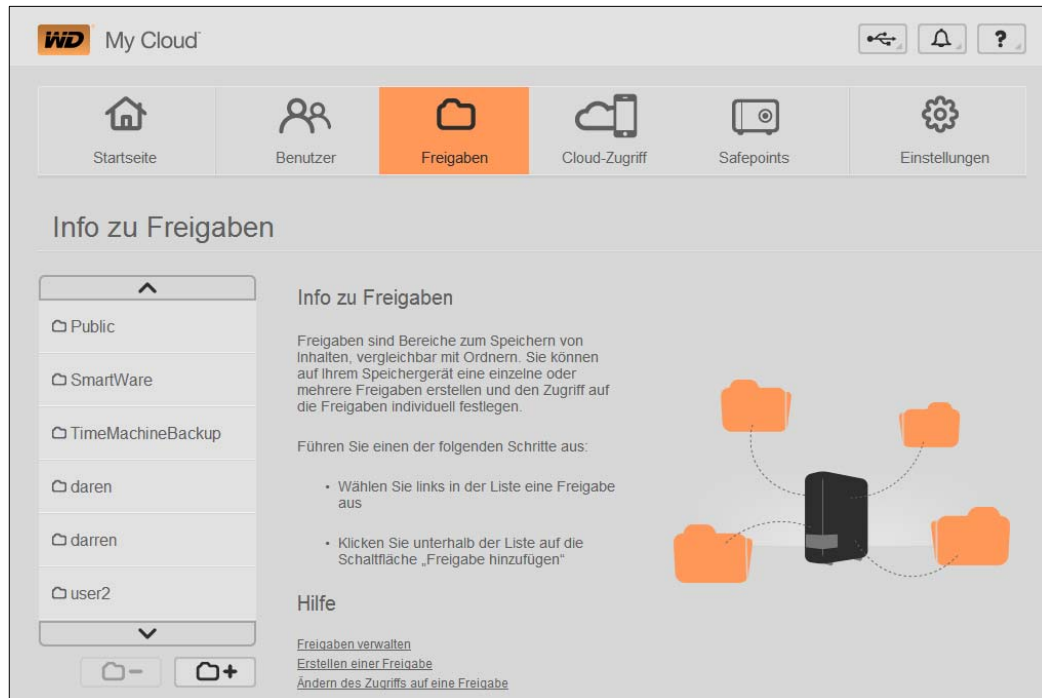 WD My Cloud
?
Startseite
Benutzer
Freigaben
Cloud-Zugriff
Safepoints
Einstellungen
Info zu Freigaben
Public
SmartWare
TimeMachineBackup
daren
darren
user2
Info zu Freigaben
Freigaben sind Bereiche zum Speichern von
Inhalten, vergleichbar mit Ordnern. Sie können
auf Ihrem Speichergerät eine einzelne oder
mehrere Freigaben erstellen und den Zugriff auf
die Freigaben individuell festlegen.
Führen Sie einen der folgenden Schritte aus:
• Wählen Sie links in der Liste eine Freigabe
aus
• Klicken Sie unterhalb der Liste auf die
Schaltfläche „Freigabe hinzufügen“
Hilfe
Freigaben verwalten
Erstellen einer Freigabe
Ändern des Zugriffs auf eine Freigabe